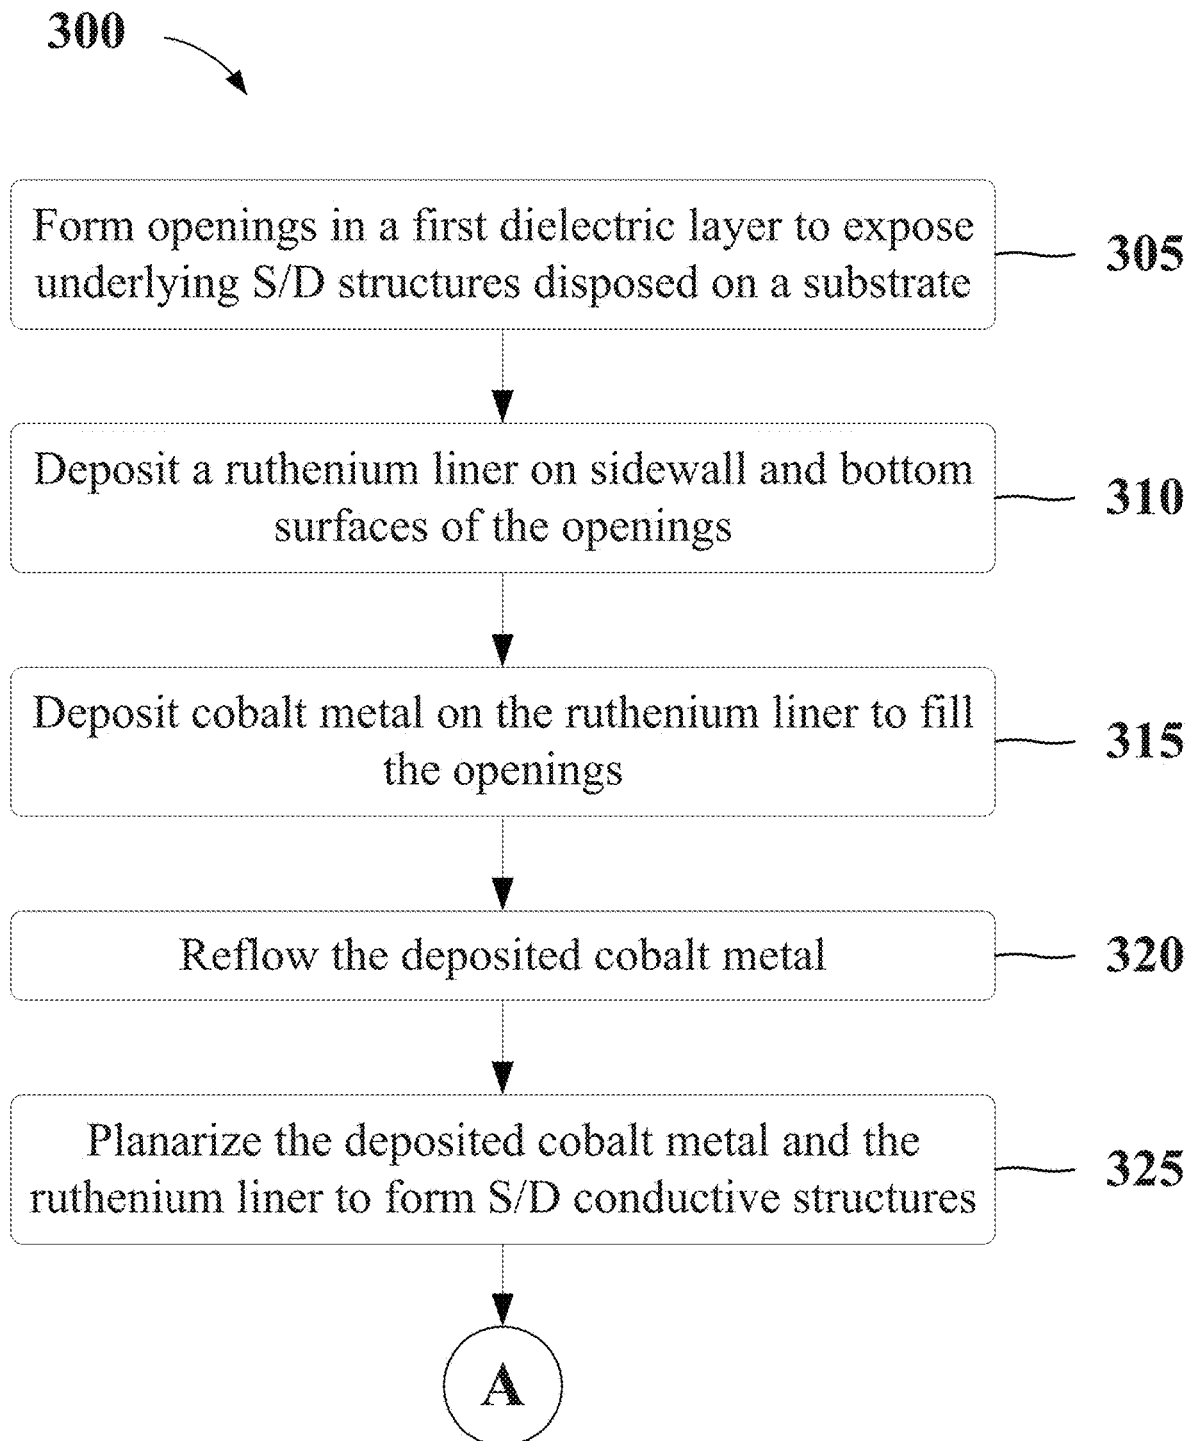 300
Form openings in a first dielectric layer to expose
underlying S/D structures disposed on a substrate
305
Deposit a ruthenium liner on sidewall and bottom
surfaces of the openings
310
Deposit cobalt metal on the ruthenium liner to fill
the openings
315
Reflow the deposited cobalt metal
320
Planarize the deposited cobalt metal and the
ruthenium liner to form S/D conductive structures
325
A